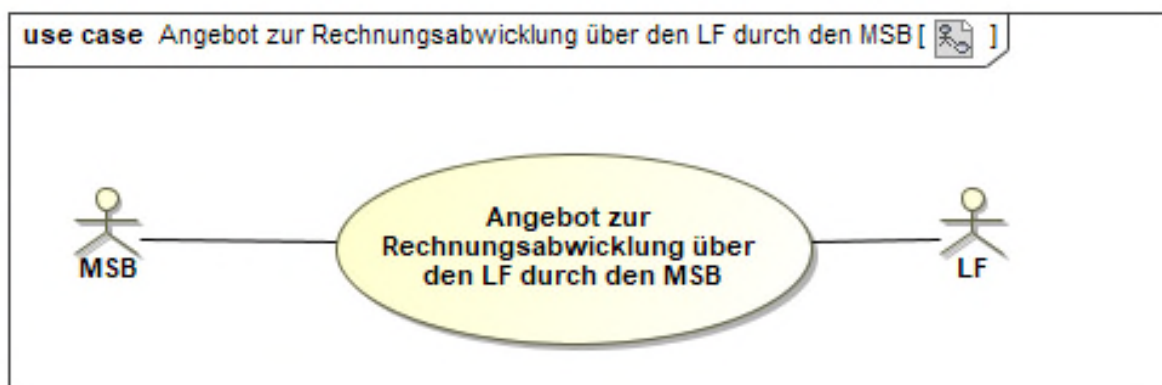 use case Angebot zur Rechnungsabwicklung über den LF durch den MSB [ ]
Angebot zur
Rechnungsabwicklung über
den LF durch den MSB
MSB
LF